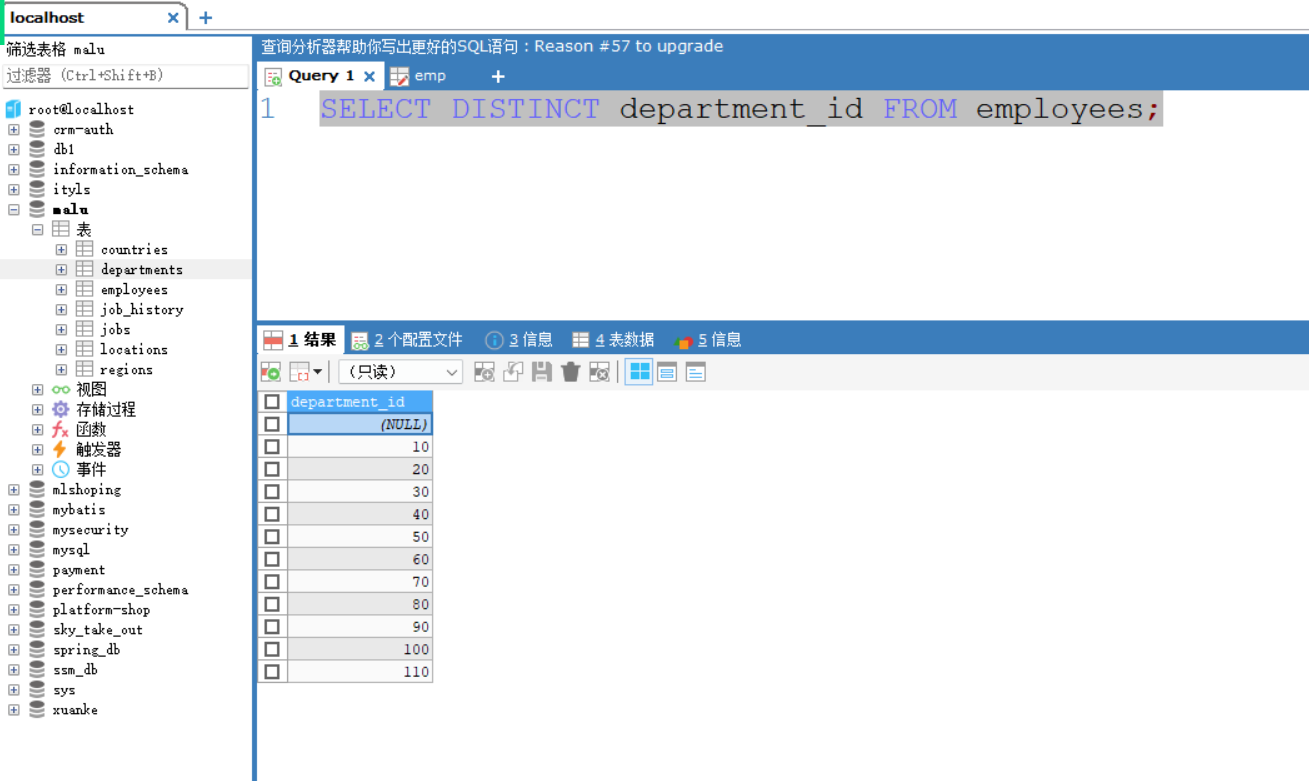 localhost
筛选表格 malu
过滤器 (Ctrl+Shift+B)
root@localhost
crm-auth
db1
information_schema
ityls
malu
表
countries
departments
employees
job_history
jobs
locations
regions
视图
存储过程
函数
触发器
事件
mlshoping
mybatis
mysecurity
mysql
payment
performance_schema
platform-shop
sky_take_out
spring_db
ssm_db
sys
xuanke
查询分析器帮助你写出更好的SQL语句：Reason #57 to upgrade
Query 1 emp
1 SELECT DISTINCT department_id FROM employees;
1 结果 2 个配置文件 3 信息 4 表数据 5 信息
（只读）
department_id
(NULL)
10
20
30
40
50
60
70
80
90
100
110